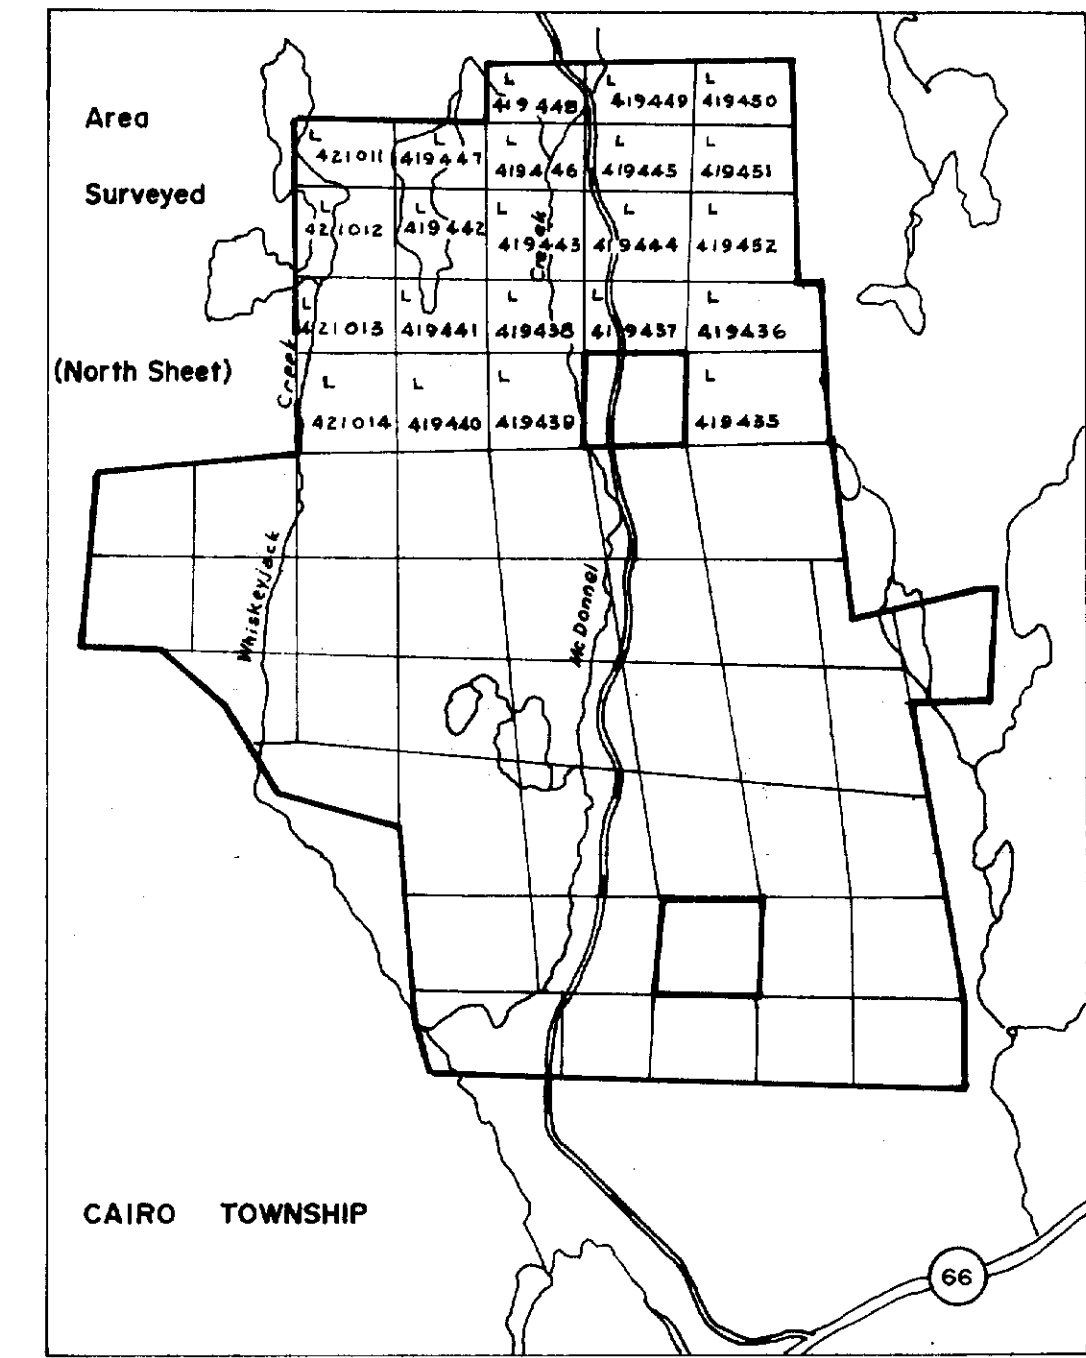 Area
Surveyed
(North Sheet)
L L L
419448 419449 419450
L L L L L
421011 419447 419446 419445 419451
L L L L L
421012 419442 419443 419444 419452
L L L L L
421013 419441 419438 419437 419436
L L L L
421014 419440 419439 419435
Creek
Creek
Whiskeyjack
McDonnel
CAIRO TOWNSHIP
66